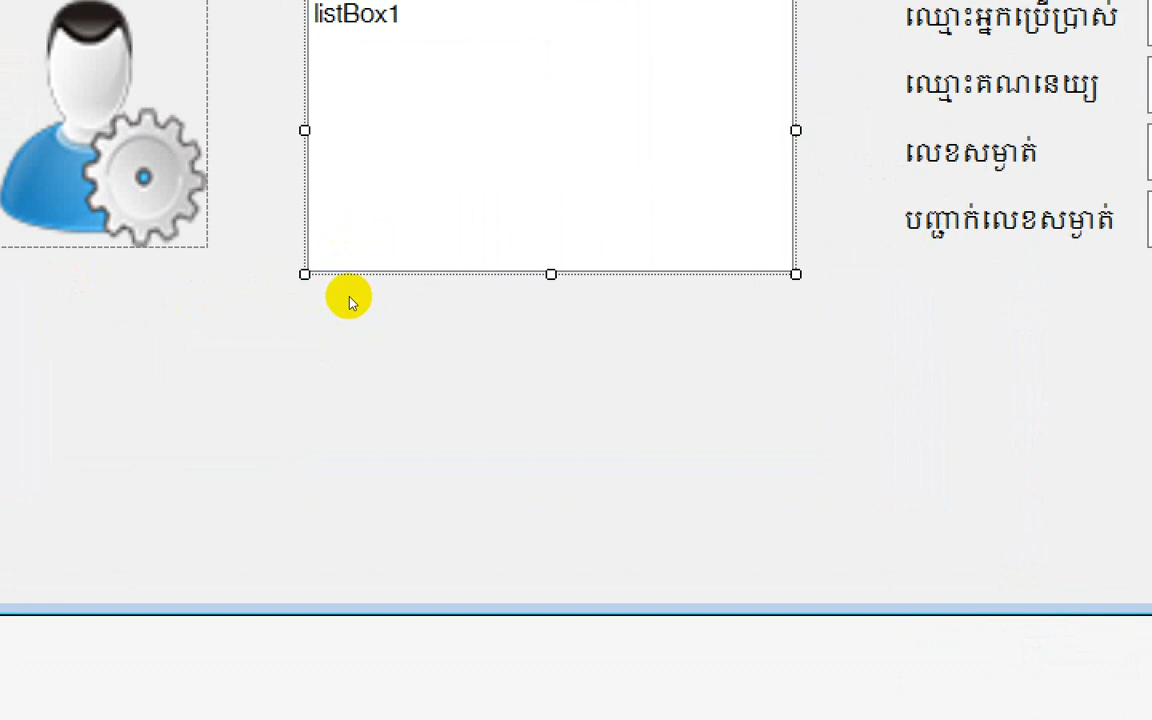 listBox1
ឈ្មោះអ្នកប្រើប្រាស់
ឈ្មោះគណនេយ្យ
លេខសម្ងាត់
បញ្ជាក់លេខសម្ងាត់